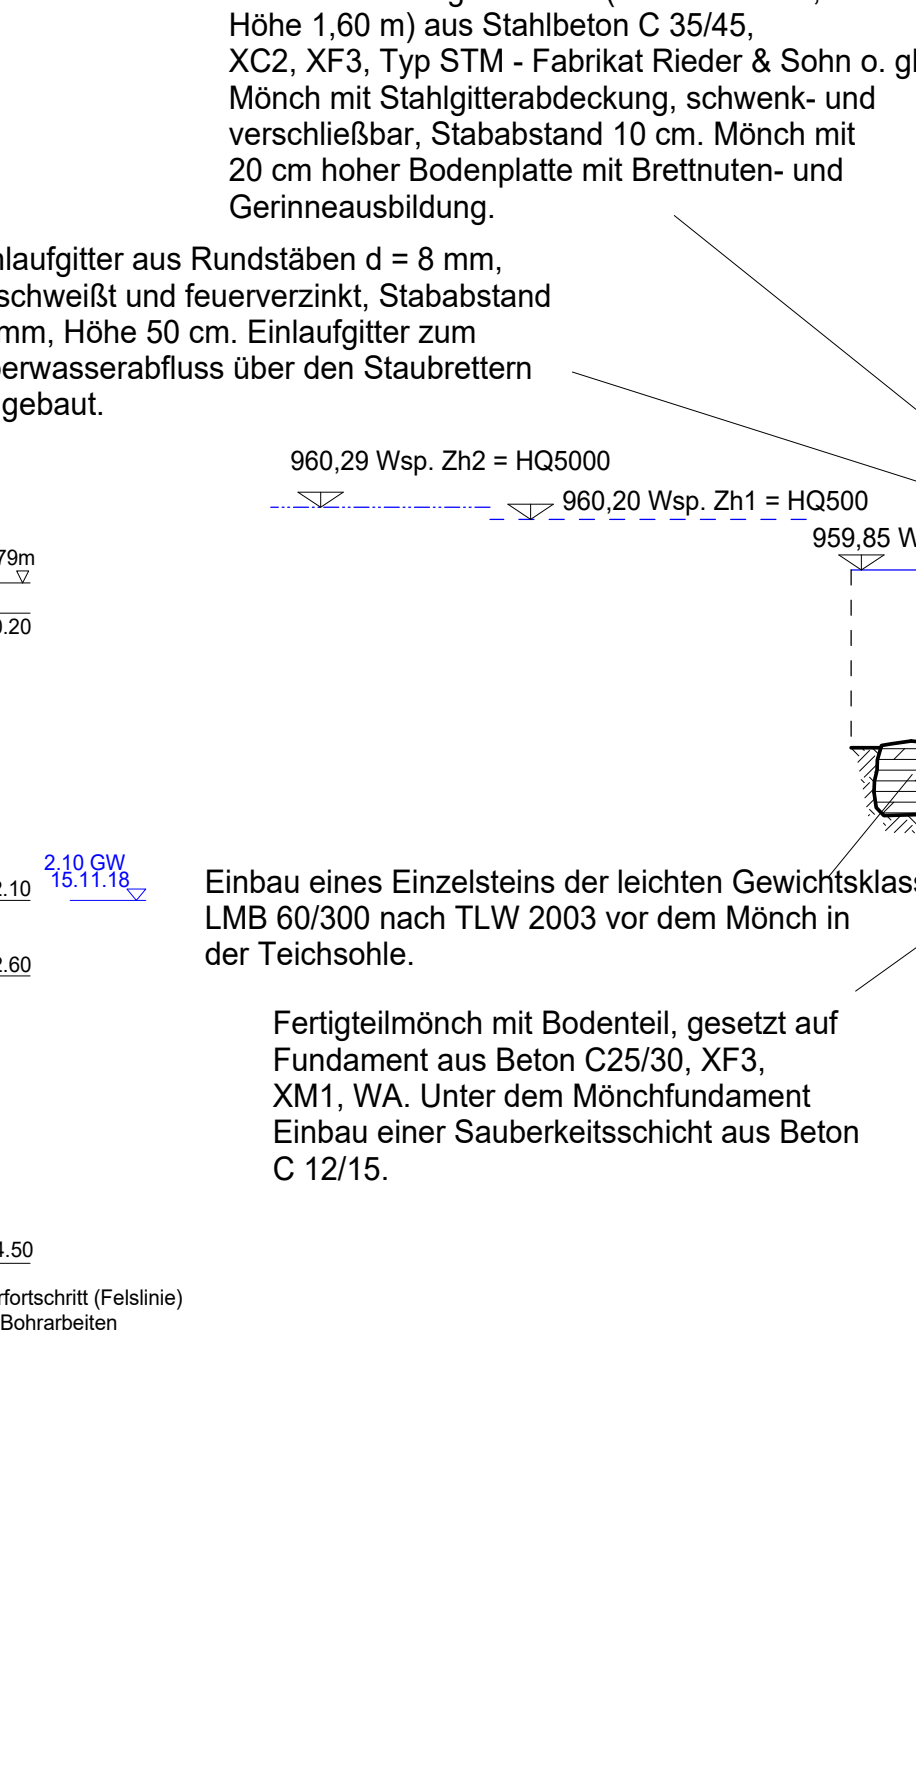 Höhe 1,60 m) aus Stahlbeton C 35/45,
XC2, XF3, Typ STM - Fabrikat Rieder & Sohn o. gl
Mönch mit Stahlgitterabdeckung, schwenk- und
verschließbar, Stababstand 10 cm. Mönch mit
20 cm hoher Bodenplatte mit Brettnuten- und
Gerinneausbildung.
nlaufgitter aus Rundstäben d = 8 mm,
schweißt und feuerverzinkt, Stababstand
mm, Höhe 50 cm. Einlaufgitter zum
erwasserabfluss über den Staubrettern
gebaut.
960,29 Wsp. Zh2 = HQ5000
960,20 Wsp. Zh1 = HQ500
959,85 W
79m
0.20
2.10 GW
15.11.18
2.10
2.60
Einbau eines Einzelsteins der leichten Gewichtsklass
LMB 60/300 nach TLW 2003 vor dem Mönch in
der Teichsohle.
Fertigteilmönch mit Bodenteil, gesetzt auf
Fundament aus Beton C25/30, XF3,
XM1, WA. Unter dem Mönchfundament
Einbau einer Sauberkeitsschicht aus Beton
C 12/15.
4.50
rfortschritt (Felslinie)
Bohrarbeiten